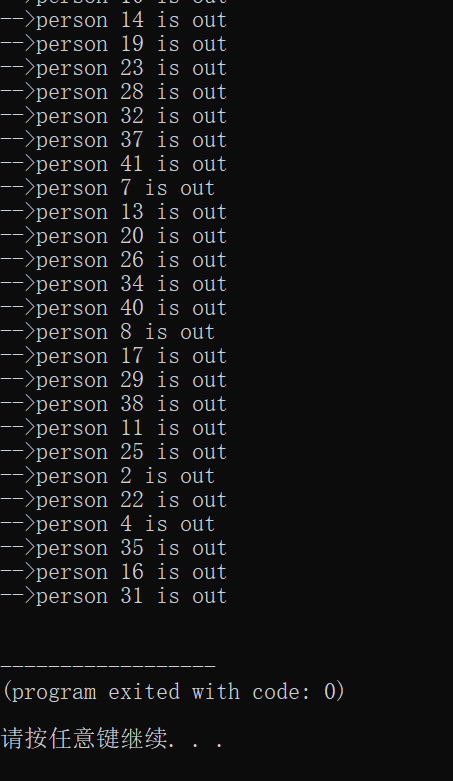 -->person 14 is out
-->person 19 is out
-->person 23 is out
-->person 28 is out
-->person 32 is out
-->person 37 is out
-->person 41 is out
-->person 7 is out
-->person 13 is out
-->person 20 is out
-->person 26 is out
-->person 34 is out
-->person 40 is out
-->person 8 is out
-->person 17 is out
-->person 29 is out
-->person 38 is out
-->person 11 is out
-->person 25 is out
-->person 2 is out
-->person 22 is out
-->person 4 is out
-->person 35 is out
-->person 16 is out
-->person 31 is out
------------------
(program exited with code: 0)
请按任意键继续. . .